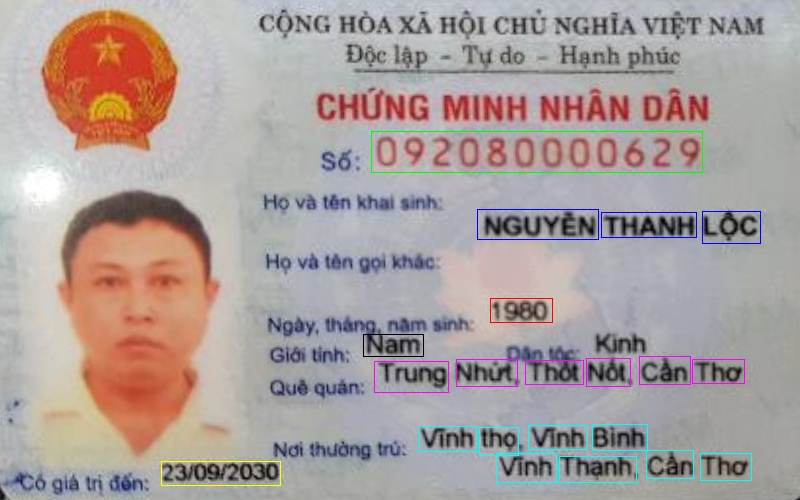 CỘNG HÒA XÃ HỘI CHỦ NGHĨA VIỆT NAM
Độc lập - Tự do - Hạnh phúc
CHỨNG MINH NHÂN DÂN
Số: 092080000629
Họ và tên khai sinh:
NGUYỄN THANH LỘC
Họ và tên gọi khác:
Ngày, tháng, năm sinh: 1980
Giới tính: Nam Dân tộc: Kinh
Quê quán: Trung Nhứt, Thốt Nốt, Cần Thơ
Nơi thường trú: Vĩnh thọ, Vĩnh Bình
Vĩnh Thạnh, Cần Thơ
Có giá trị đến: 23/09/2030